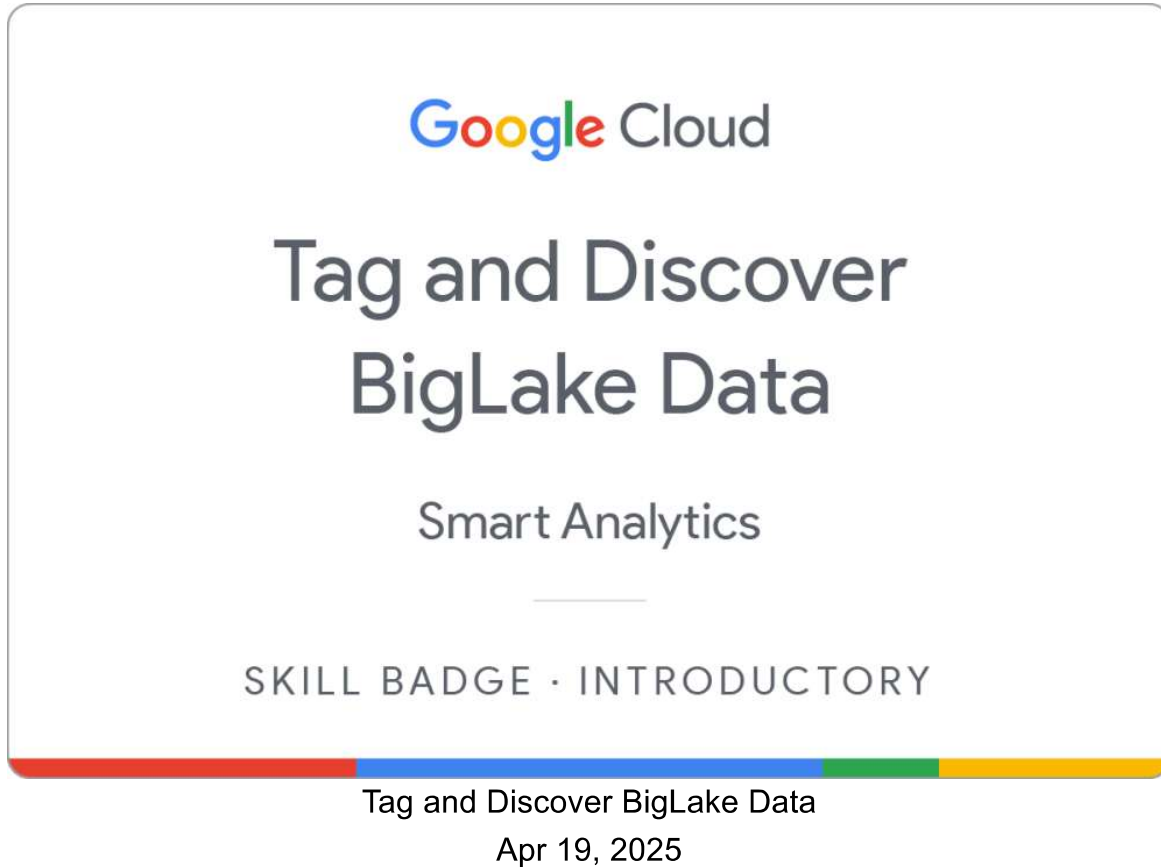 Google Cloud
Tag and Discover
BigLake Data
Smart Analytics
SKILL BADGE · INTRODUCTORY
Tag and Discover BigLake Data
Apr 19, 2025